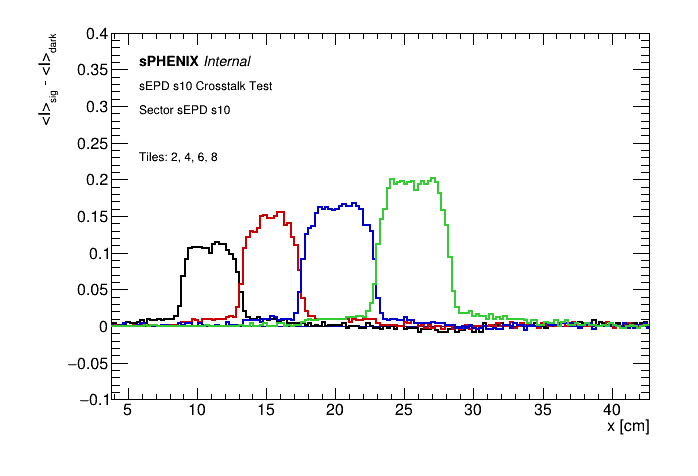 0.4
<I>sig - <I>dark
0.35
sPHENIX Internal
sEPD s10 Crosstalk Test
0.3
Sector sEPD s10
0.25
Tiles: 2, 4, 6, 8
0.2
0.15
0.1
0.05
0
−0.05
−0.1
5 10 15 20 25 30 35 40
x [cm]